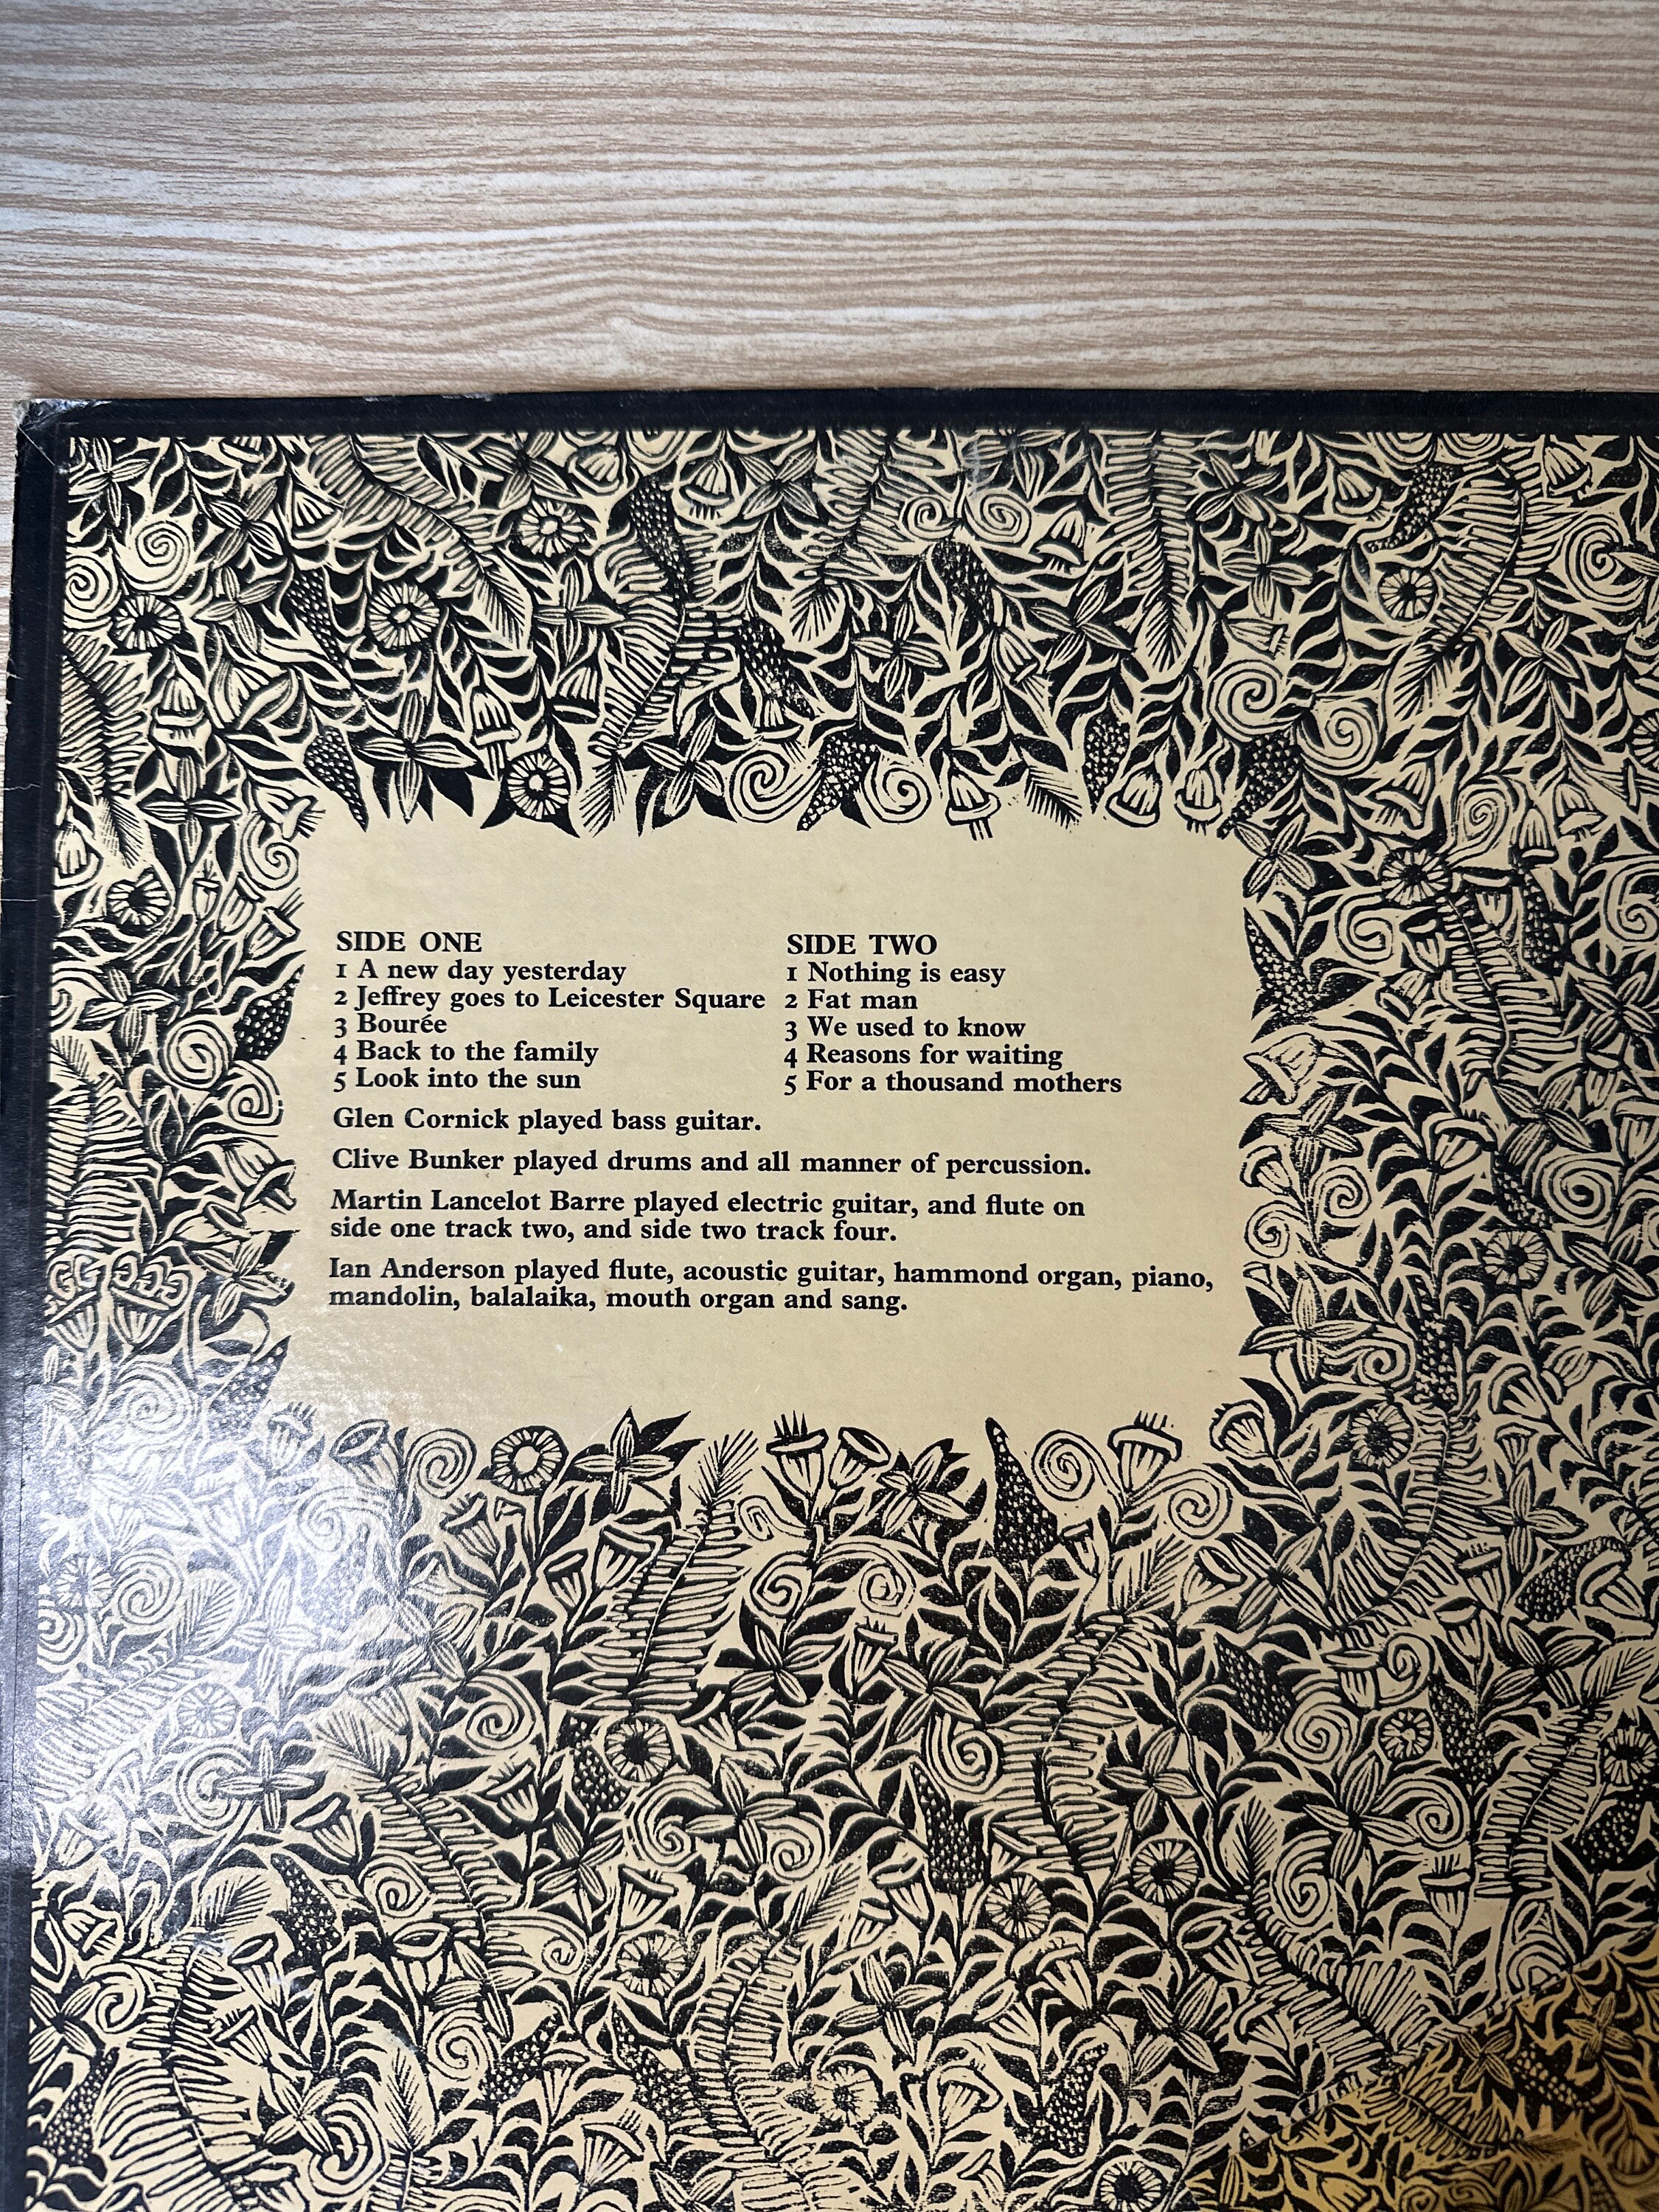 SIDE ONE
1 A new day yesterday
2 Jeffrey goes to Leicester Square
3 Bourée
4 Back to the family
5 Look into the sun
SIDE TWO
1 Nothing is easy
2 Fat man
3 We used to know
4 Reasons for waiting
5 For a thousand mothers
Glen Cornick played bass guitar.
Clive Bunker played drums and all manner of percussion.
Martin Lancelot Barre played electric guitar, and flute on
side one track two, and side two track four.
Ian Anderson played flute, acoustic guitar, hammond organ, piano,
mandolin, balalaika, mouth organ and sang.